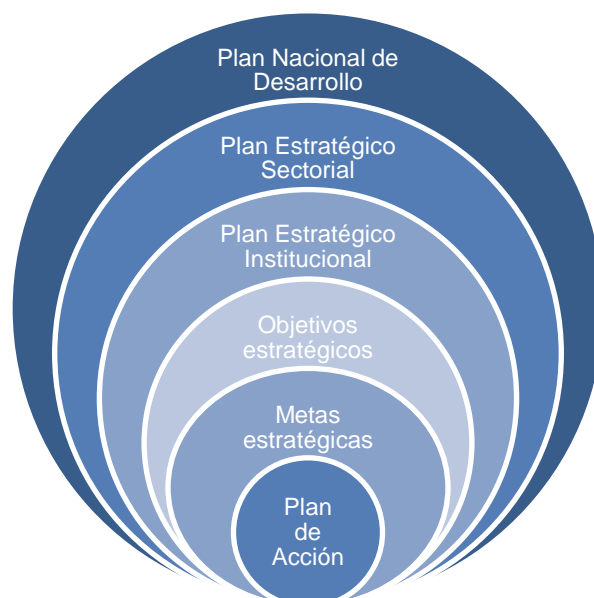 Plan Nacional de
Desarrollo
Plan Estratégico
Sectorial
Plan Estratégico
Institucional
Objetivos
estratégicos
Metas
estratégicas
Plan
de
Acción